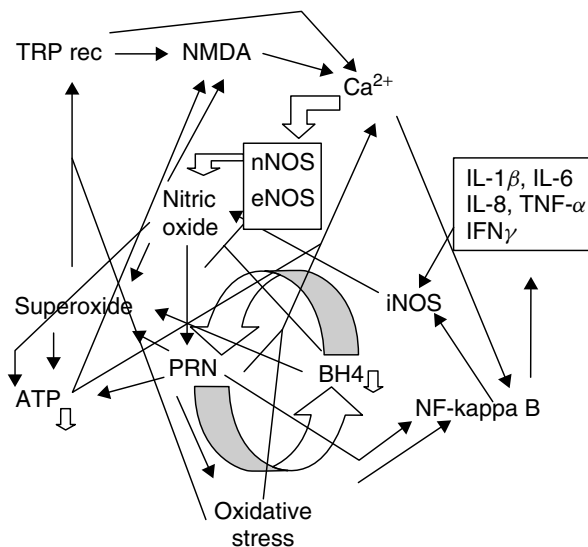 TRP rec
NMDA
Ca²⁺
nNOS
eNOS
Nitric
oxide
IL-1β, IL-6
IL-8, TNF-α
IFNγ
Superoxide
iNOS
PRN
BH4
ATP
NF-kappa B
Oxidative
stress